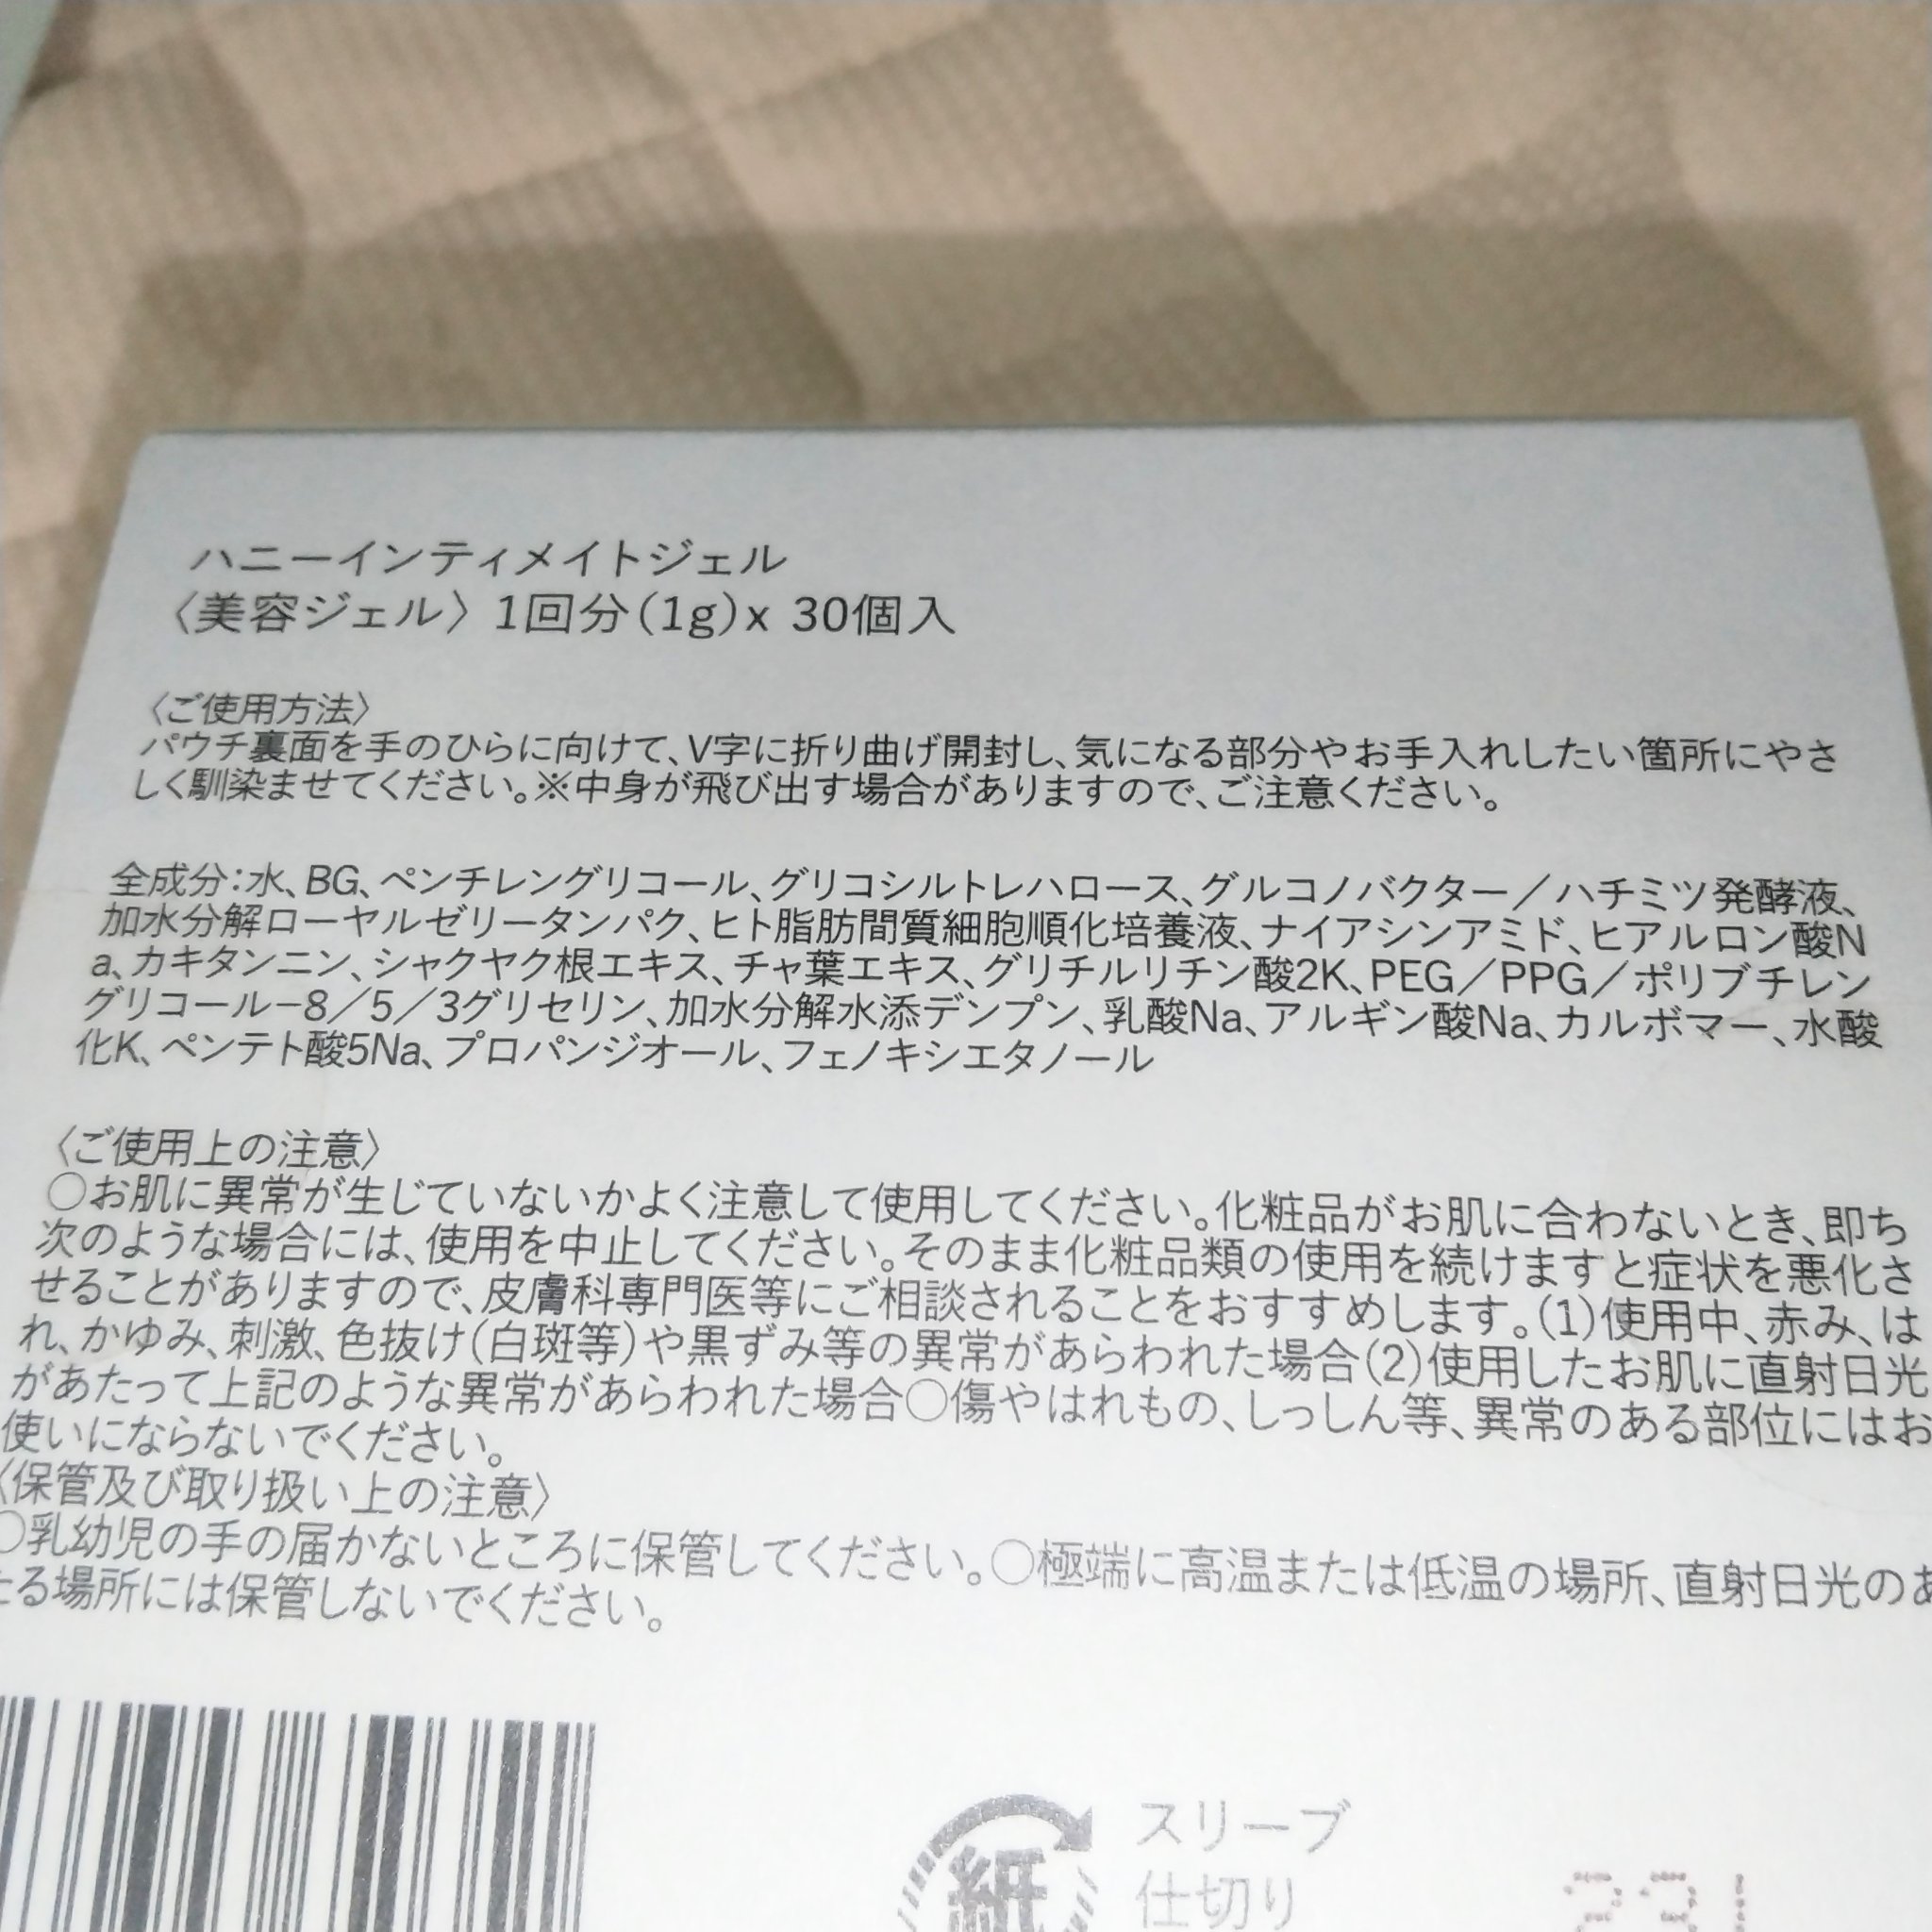 ハニーインティメイトジェル
〈美容ジェル〉1回分(1g)x 30個入
〈ご使用方法〉
パウチ裏面を手のひらに向けて、V字に折り曲げ開封し、気になる部分やお手入れしたい箇所にやさ
しく馴染ませてください。※中身が飛び出す場合がありますので、ご注意ください。
全成分：水、BG、ペンチレングリコール、グリコシルトレハロース、グルコノバクター／ハチミツ発酵液、
加水分解ローヤルゼリータンパク、ヒト脂肪間質細胞順化培養液、ナイアシンアミド、ヒアルロン酸N
a、カキタンニン、シャクヤク根エキス、チャ葉エキス、グリチルリチン酸2K、PEG／PPG／ポリブチレン
グリコール−8／5／3グリセリン、加水分解水添デンプン、乳酸Na、アルギン酸Na、カルボマー、水酸
化K、ペンテト酸5Na、プロパンジオール、フェノキシエタノール
〈ご使用上の注意〉
○お肌に異常が生じていないかよく注意して使用してください。化粧品がお肌に合わないとき、即ち
次のような場合には、使用を中止してください。そのまま化粧品類の使用を続けますと症状を悪化さ
せることがありますので、皮膚科専門医等にご相談されることをおすすめします。(1)使用中、赤み、は
れ、かゆみ、刺激、色抜け(白斑等)や黒ずみ等の異常があらわれた場合(2)使用したお肌に直射日光
があたって上記のような異常があらわれた場合○傷やはれもの、しっしん等、異常のある部位にはお
使いにならないでください。
〈保管及び取り扱い上の注意〉
○乳幼児の手の届かないところに保管してください。○極端に高温または低温の場所、直射日光のあ
たる場所には保管しないでください。
紙
スリーブ
仕切り